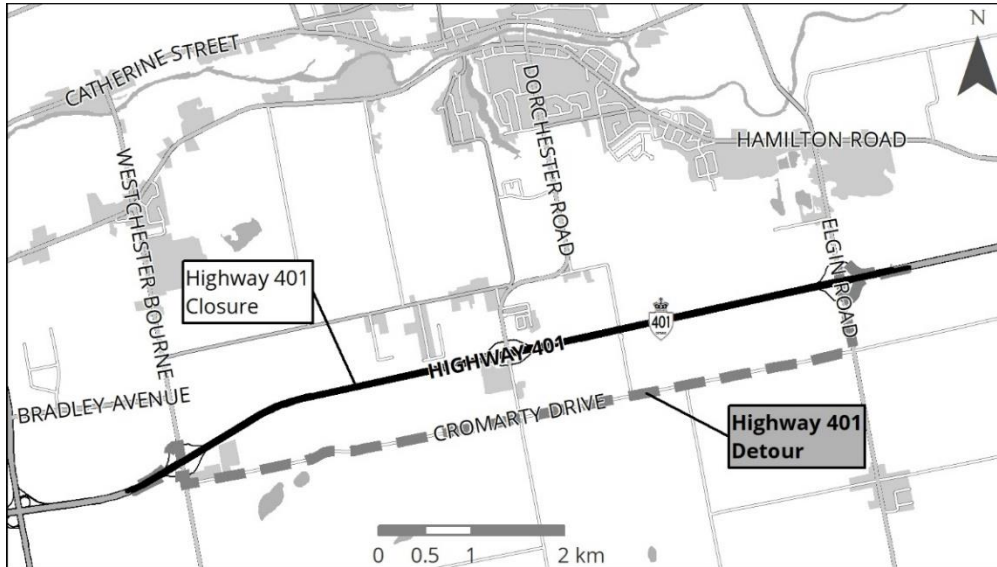 N
CATHERINE STREET
DORCHESTER ROAD
HAMILTON ROAD
WESTCHESTER BOURNE
ELGIN ROAD
Highway 401
Closure
401
HIGHWAY 401
BRADLEY AVENUE
CROMARTY DRIVE
Highway 401
Detour
0 0.5 1 2 km